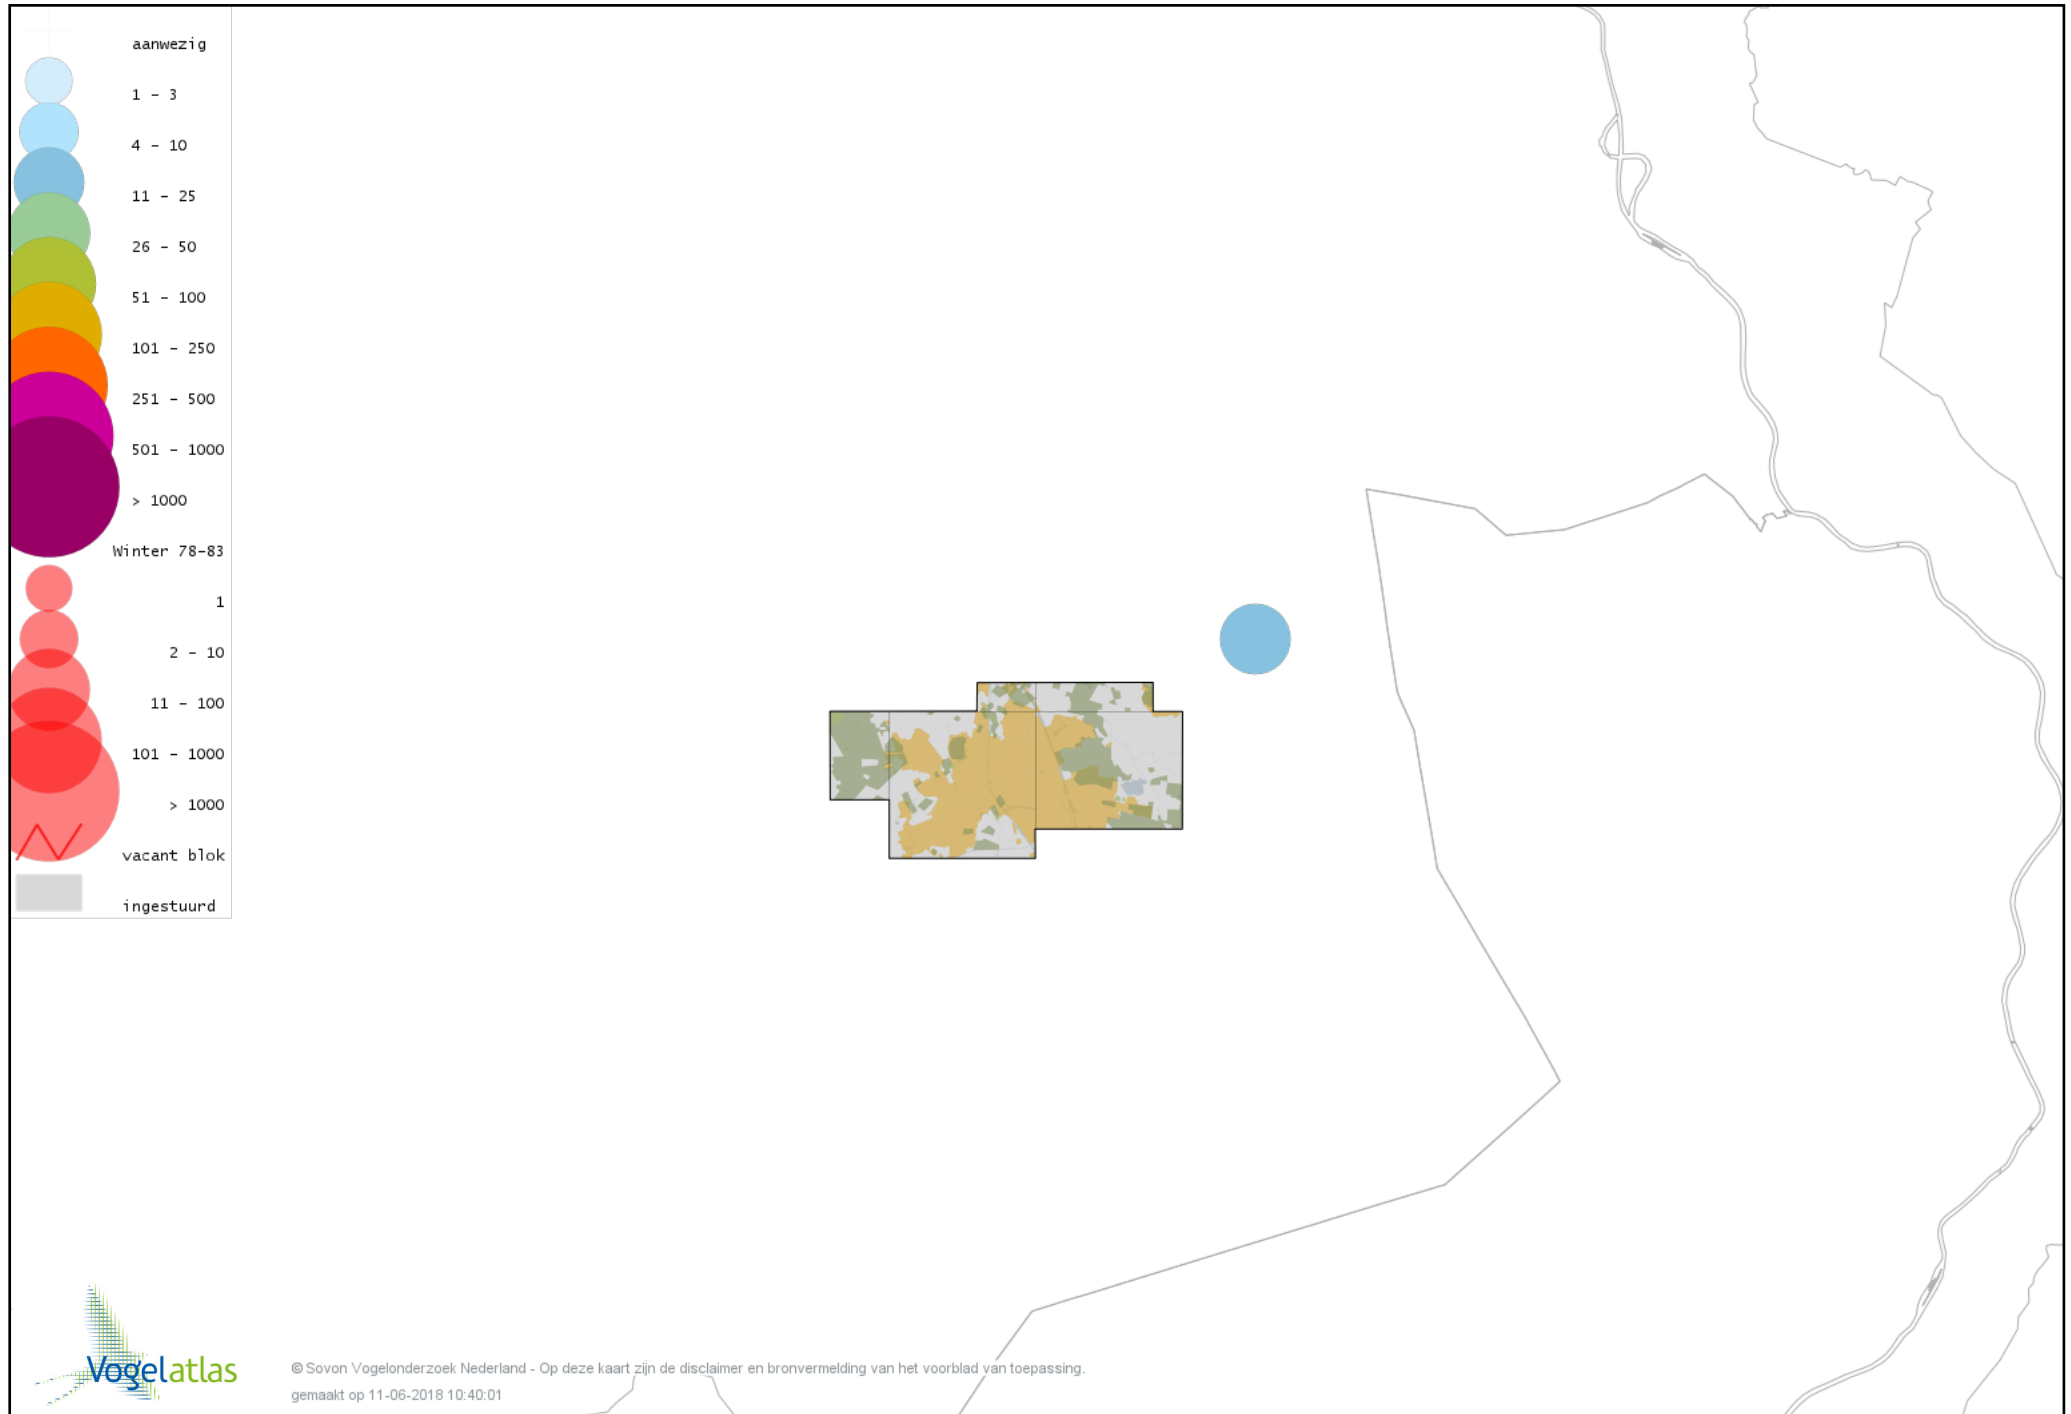 aanwezig
1 - 3
4 - 10
11 - 25
26 - 50
51 - 100
101 - 250
251 - 500
501 - 1000
> 1000
Winter 78-83
1
2 - 10
11 - 100
101 - 1000
> 1000
vacant blok
ingestuurd
Vogelatlas
© Sovon Vogelonderzoek Nederland - Op deze kaart zijn de disclaimer en bronvermelding van het voorblad van toepassing.
gemaakt op 11-06-2018 10:40:01